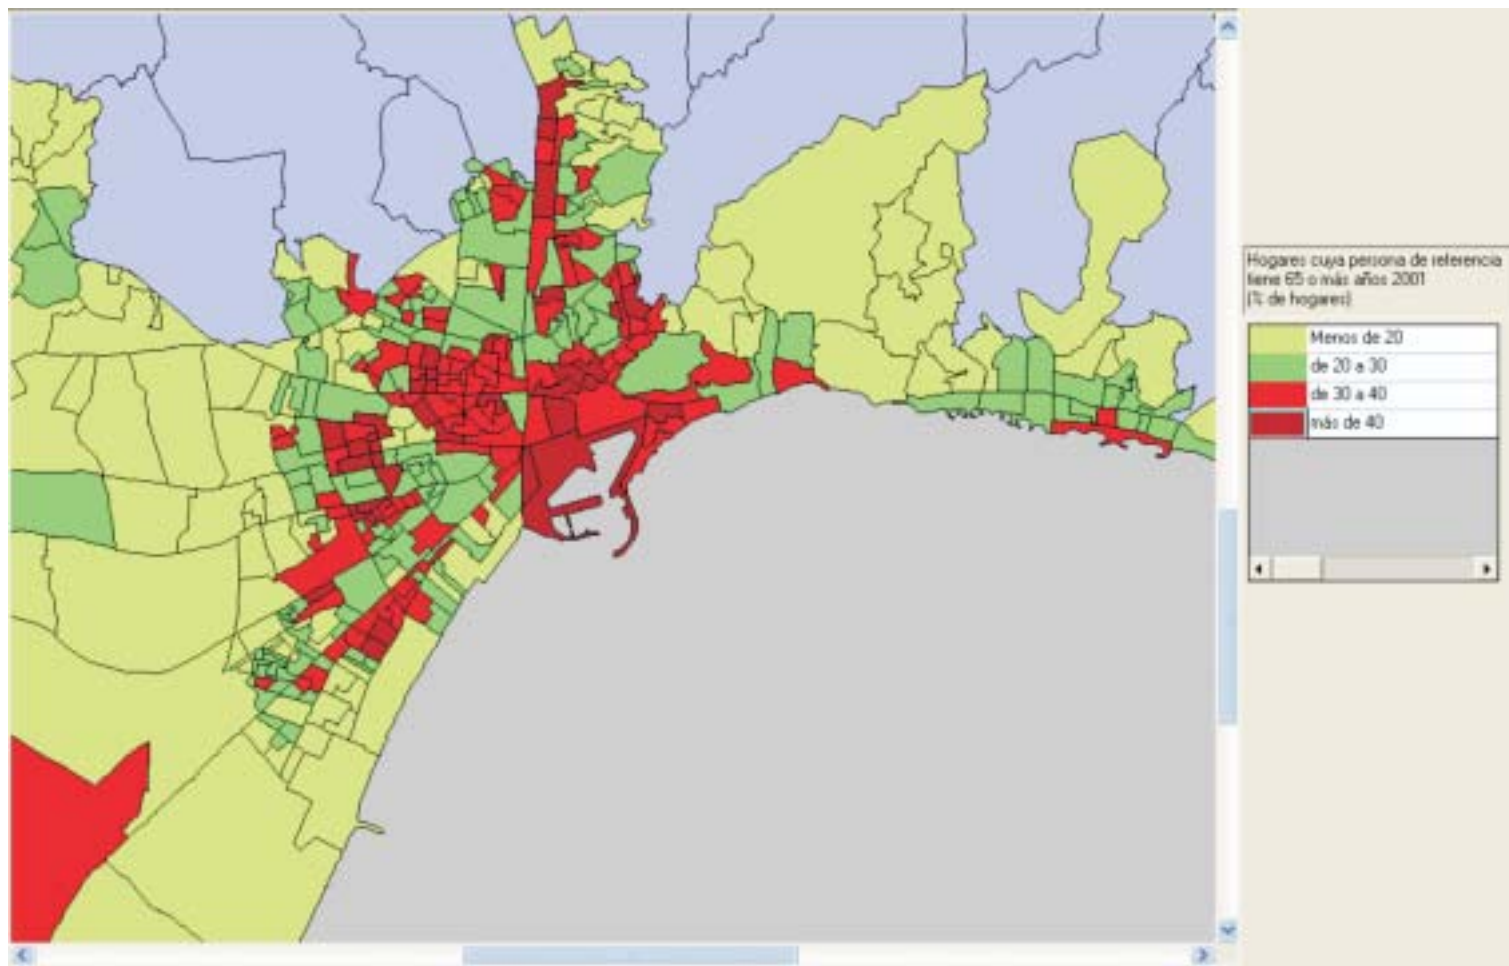 Hogares cuya persona de referencia
tiene 65 o más años 2001
(% de hogares)
Menos de 20
de 20 a 30
de 30 a 40
más de 40